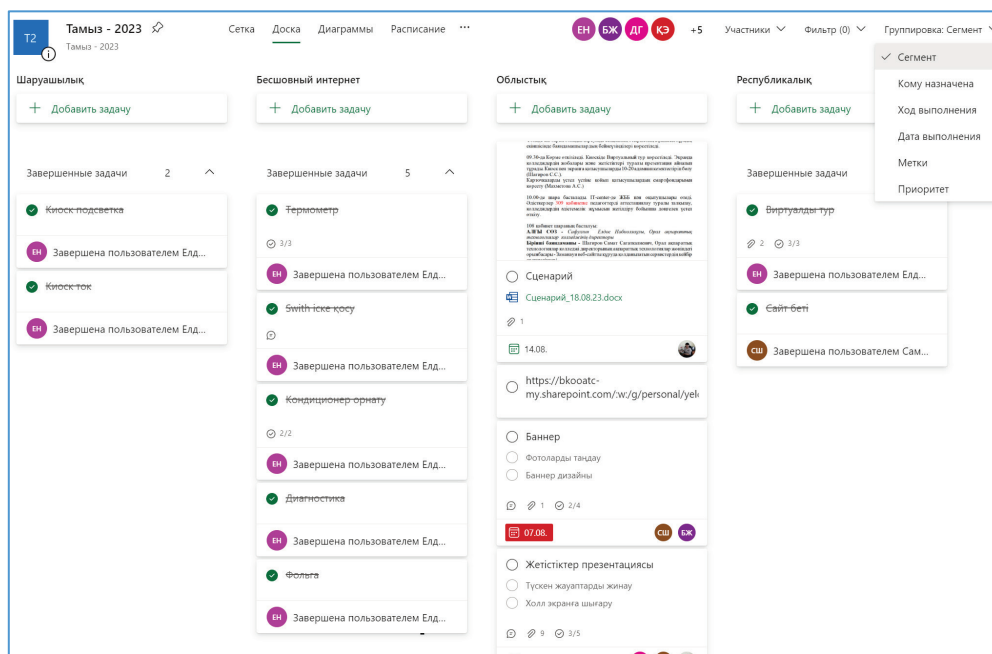 T2
Тамыз - 2023
Тамыз - 2023
Сетка Доска Диаграммы Расписание ···
ЕН БЖ ДГ ҚЭ +5 Участники Фильтр (0) Группировка: Сегмент
Сегмент
Кому назначена
Ход выполнения
Дата выполнения
Метки
Приоритет
Шаруашылық
+ Добавить задачу
Завершенные задачи 2
Киоск подсветка
ЕН Завершена пользователем Елд...
Киоск ток
ЕН Завершена пользователем Елд...
Бесшовный интернет
+ Добавить задачу
Завершенные задачи 5
Термометр
3/3
ЕН Завершена пользователем Елд...
Swith іске қосу
ЕН Завершена пользователем Елд...
Кондиционер орнату
2/2
ЕН Завершена пользователем Елд...
Диагностика
ЕН Завершена пользователем Елд...
Фольга
ЕН Завершена пользователем Елд...
Облыстық
+ Добавить задачу
Сценарий
Сценарий_18.08.23.docx
1
14.08.
https://bkooatc-
my.sharepoint.com/:w:/g/personal/yel
Баннер
Фотоларды таңдау
Баннер дизайны
1 2/4
07.08. СШ БЖ
Жетістіктер презентациясы
Түскен жауаптарды жинау
Холл экранға шығару
9 3/5
Республикалық
+ Добавить задачу
Завершенные задачи
Виртуалды тур
2 3/3
ЕН Завершена пользователем Елд...
Сайт беті
СШ Завершена пользователем Сам...